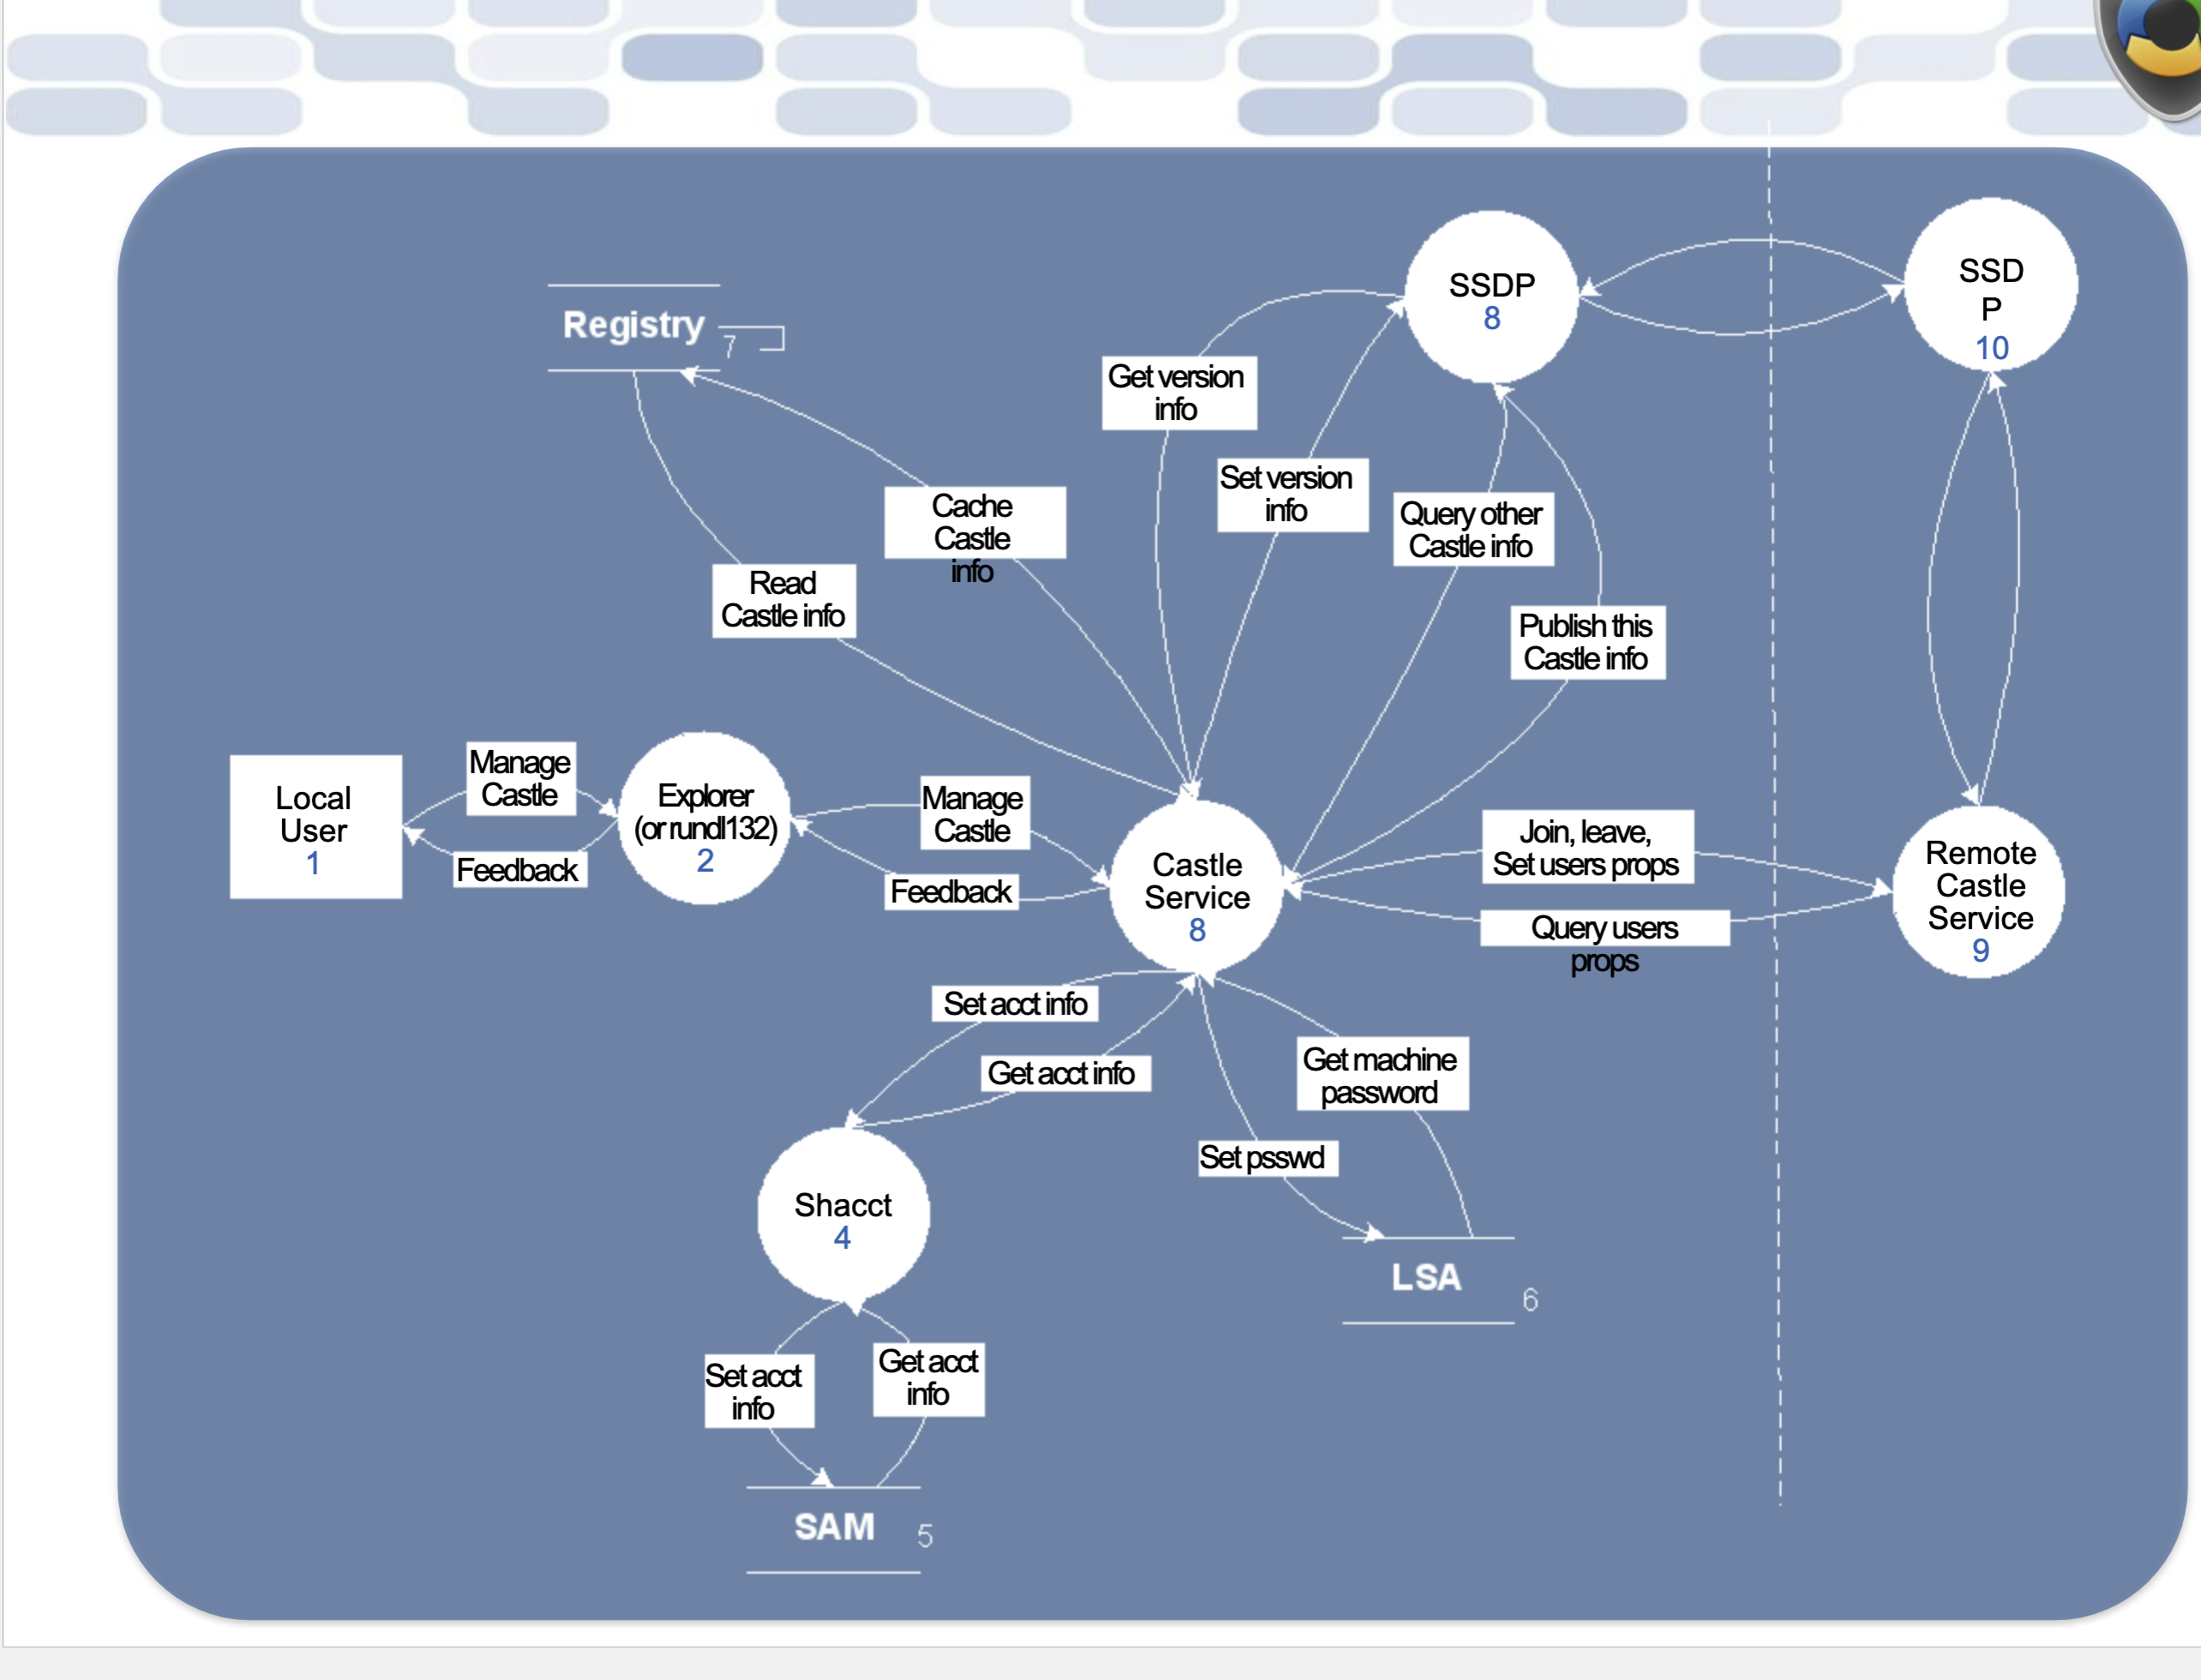 SSDP
8
SSD
P
10
Registry
7
Get version
info
Set version
info
Query other
Castle info
Cache
Castle
info
Read
Castle info
Publish this
Castle info
Local
User
1
Manage
Castle
Feedback
Explorer
(or rundl132)
2
Manage
Castle
Feedback
Castle
Service
8
Join, leave,
Set users props
Query users
props
Remote
Castle
Service
9
Set acct info
Get acct info
Get machine
password
Set psswd
Shacct
4
LSA
6
Set acct
info
Get acct
info
SAM
5